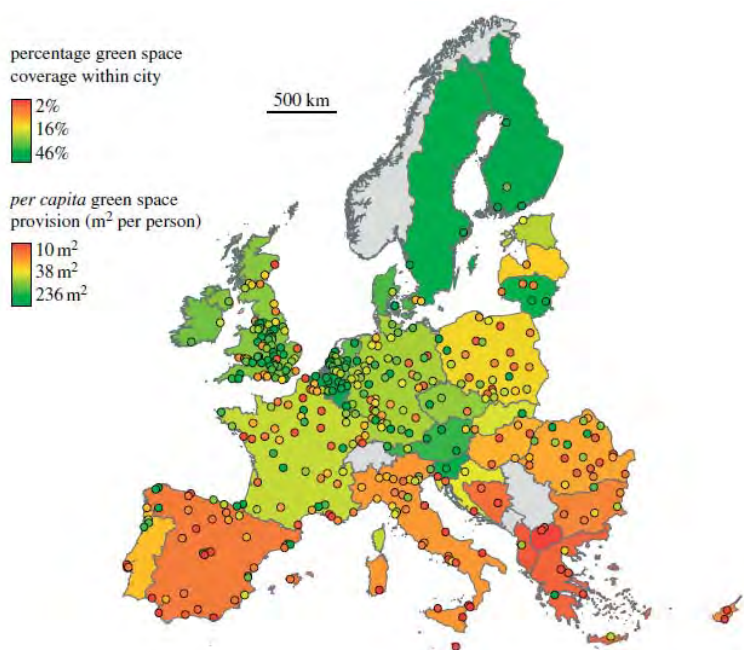 percentage green space
coverage within city
2%
16%
46%
500 km
per capita green space
provision (m² per person)
10 m²
38 m²
236 m²